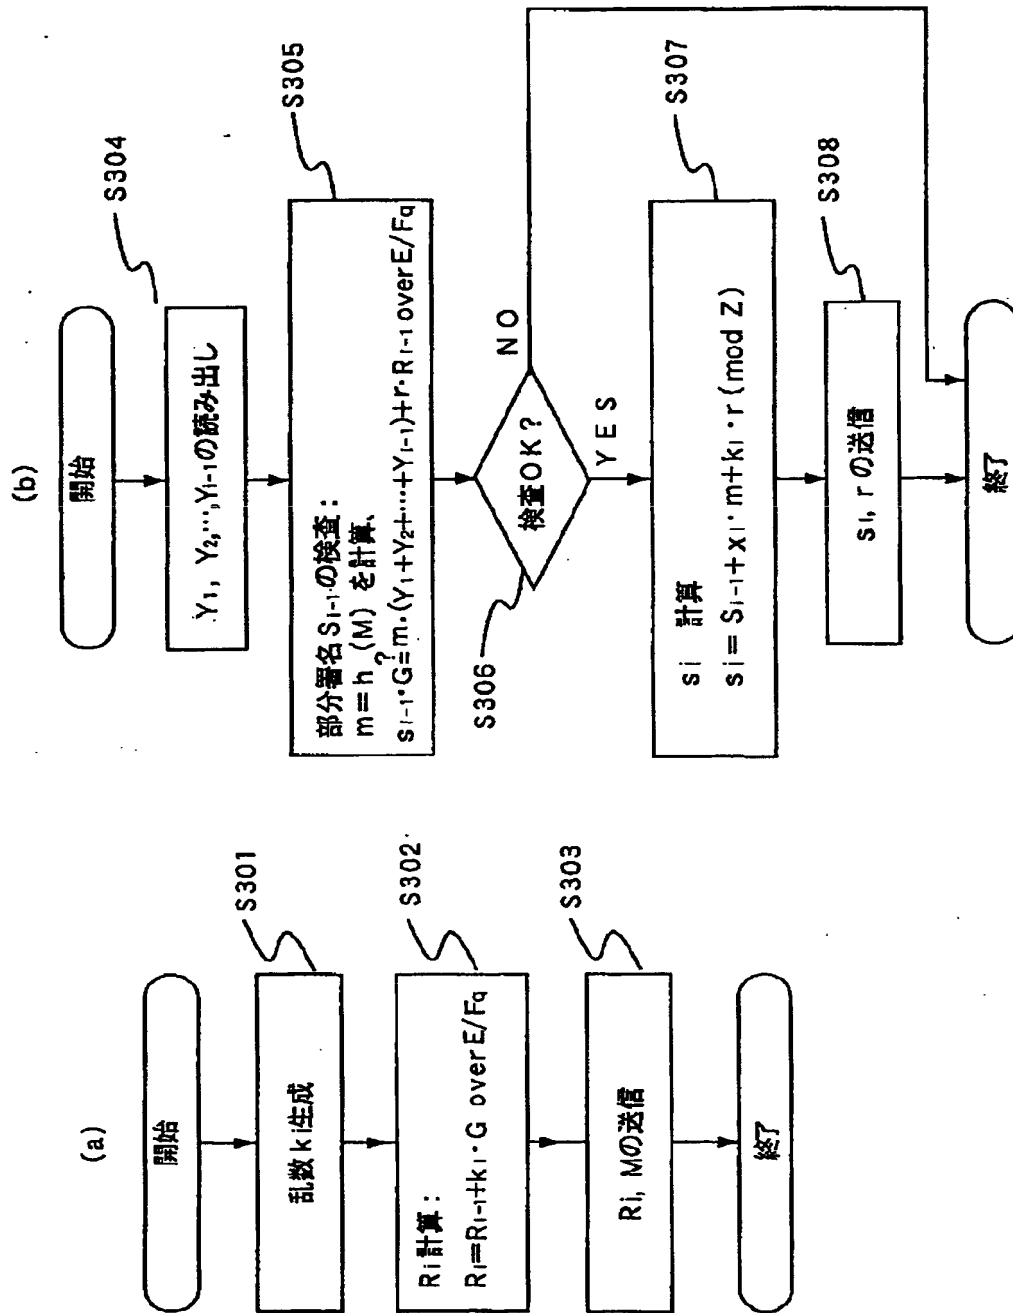 (a)
開始
乱数ki生成
S301
Ri計算:
Ri=Ri-1+ki・G over E/Fq
S302
Ri, Mの送信
S303
終了
(b)
開始
Y1, Y2,…,Yi-1の読み出し
S304
部分署名Si-1の検査:
m=h(M)を計算、
si-1・G≟m・(Y1+Y2+…+Yi-1)+r・Ri-1 over E/Fq
S305
検査OK?
S306
NO
YES
si 計算
si=Si-1+xi・m+ki・r(mod Z)
S307
si, rの送信
S308
終了